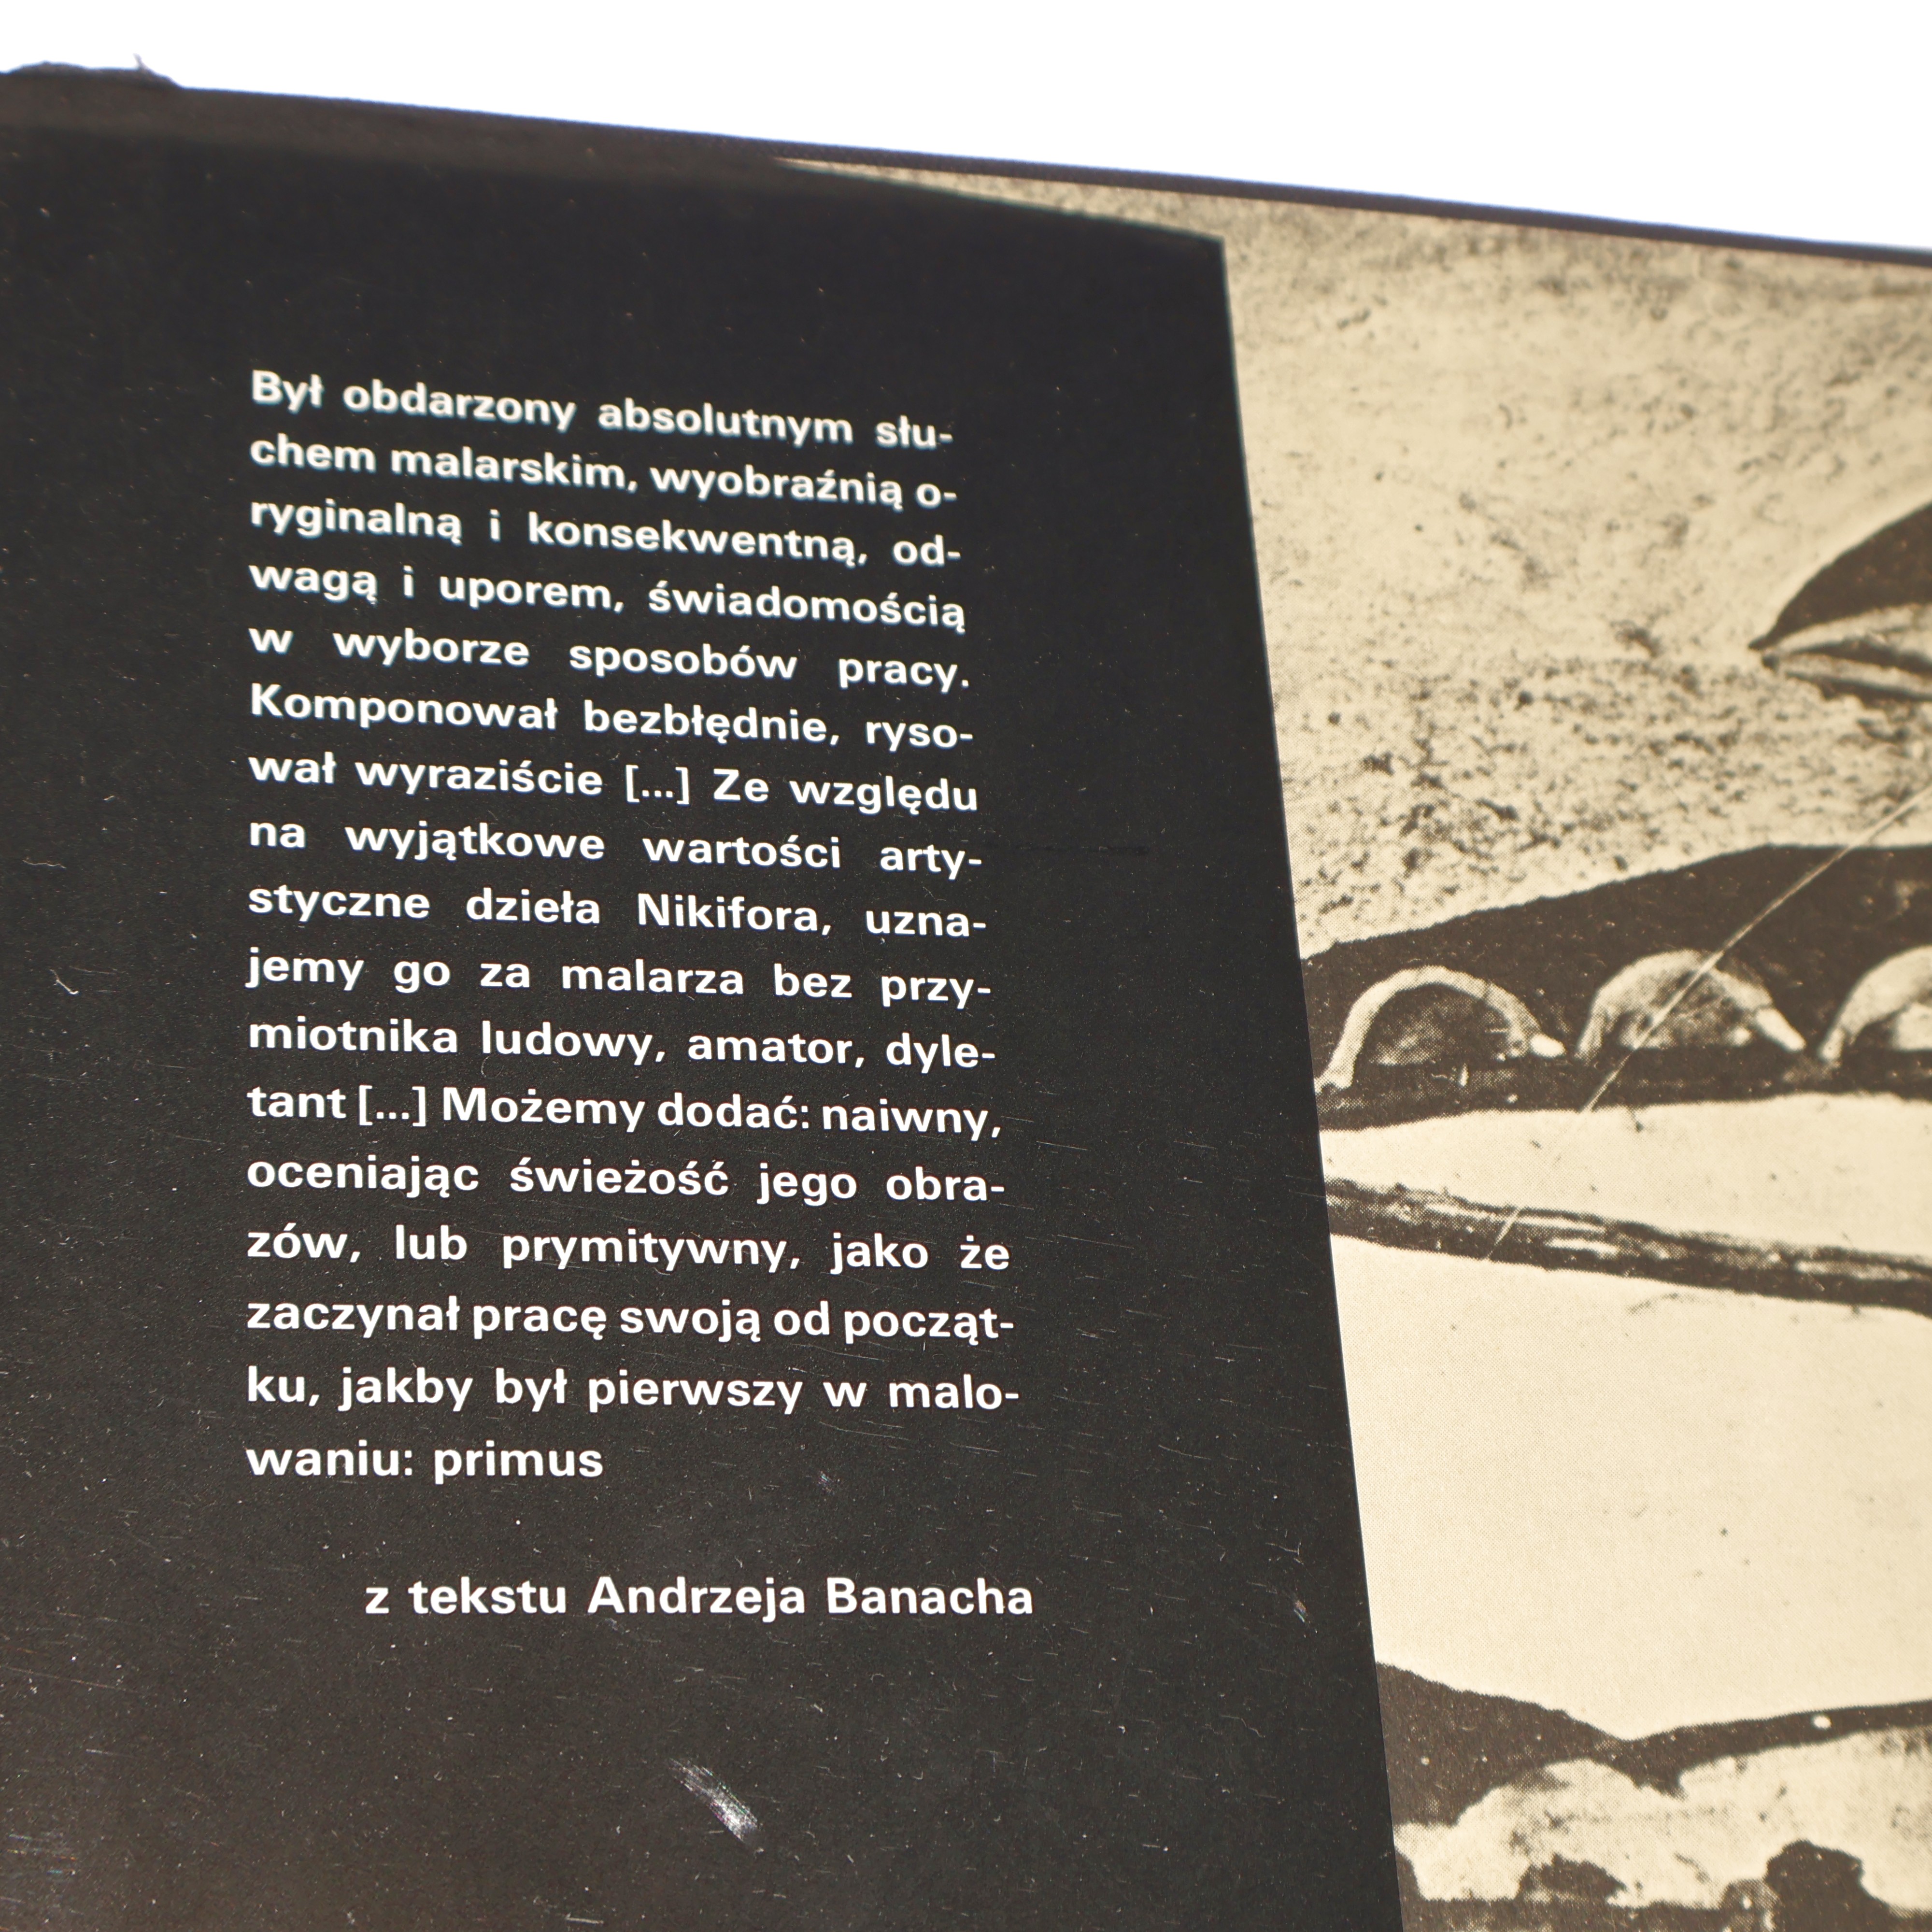 Był obdarzony absolutnym słu-
chem malarskim, wyobraźnią o-
ryginalną i konsekwentną, od-
wagą i uporem, świadomością
w wyborze sposobów pracy.
Komponował bezbłędnie, ryso-
wał wyraziście [...] Ze względu
na wyjątkowe wartości arty-
styczne dzieła Nikifora, uzna-
jemy go za malarza bez przy-
miotnika ludowy, amator, dyle-
tant [...] Możemy dodać: naiwny,
oceniając świeżość jego obra-
zów, lub prymitywny, jako że
zaczynał pracę swoją od począt-
ku, jakby był pierwszy w malo-
waniu: primus
z tekstu Andrzeja Banacha